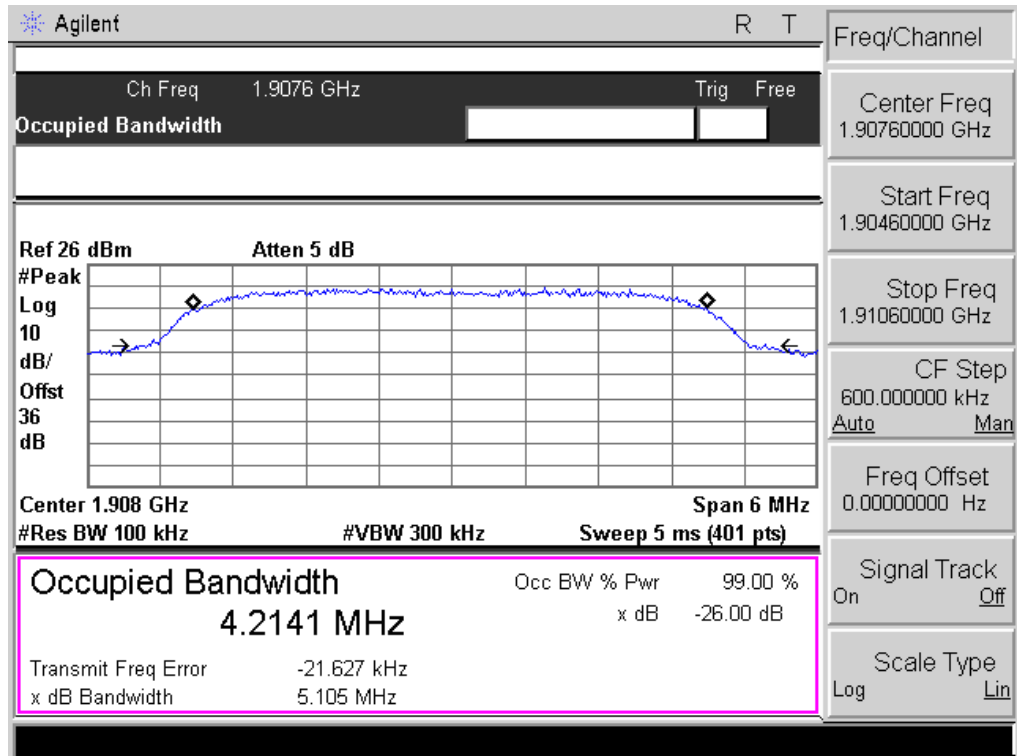 Agilent
R T
Freq/Channel
Ch Freq 1.9076 GHz Trig Free
Occupied Bandwidth
Center Freq
1.90760000 GHz
Start Freq
1.90460000 GHz
Ref 26 dBm Atten 5 dB
#Peak
Log
10
dB/
Offst
36
dB
Stop Freq
1.91060000 GHz
CF Step
600.000000 kHz
Auto Man
Freq Offset
0.00000000 Hz
Center 1.908 GHz Span 6 MHz
#Res BW 100 kHz #VBW 300 kHz Sweep 5 ms (401 pts)
Occupied Bandwidth
4.2141 MHz
Occ BW % Pwr 99.00 %
x dB -26.00 dB
Transmit Freq Error -21.627 kHz
x dB Bandwidth 5.105 MHz
Signal Track
On Off
Scale Type
Log Lin